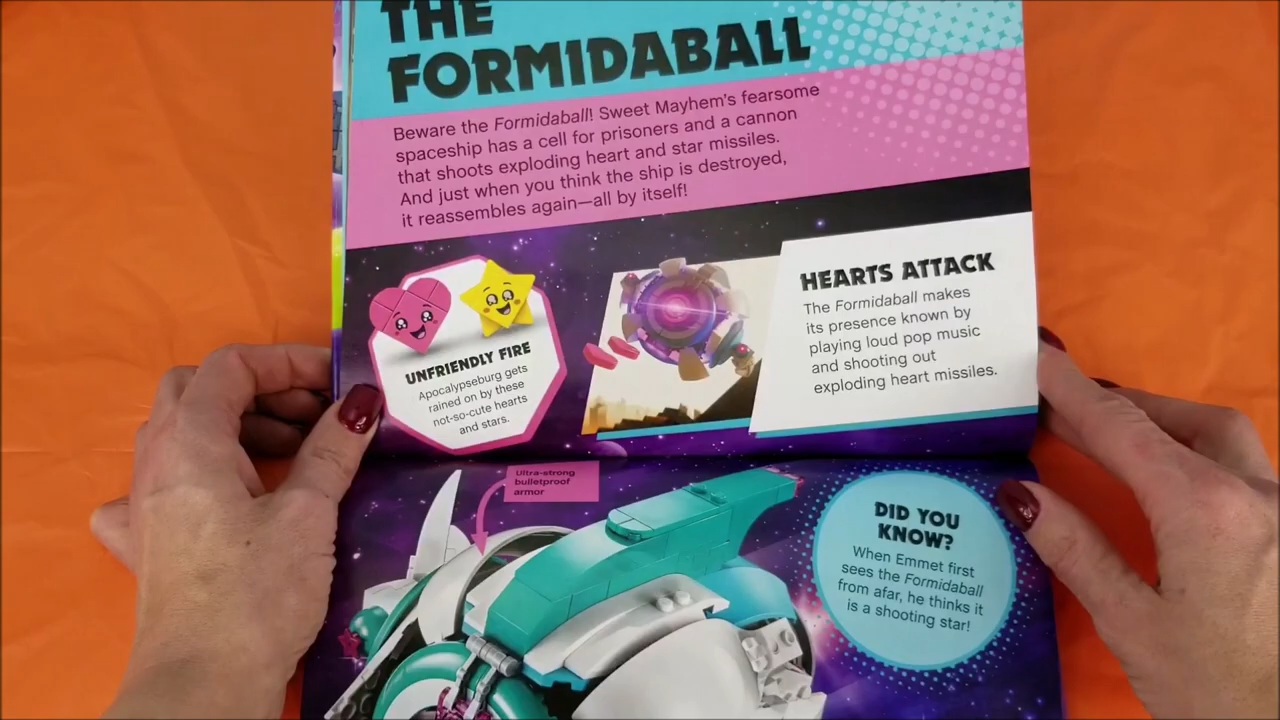 THE
FORMIDABALL
Beware the Formidaball! Sweet Mayhem's fearsome
spaceship has a cell for prisoners and a cannon
that shoots exploding heart and star missiles.
And just when you think the ship is destroyed,
it reassembles again—all by itself!
UNFRIENDLY FIRE
Apocalypseburg gets
rained on by these
not-so-cute hearts
and stars.
HEARTS ATTACK
The Formidaball makes
its presence known by
playing loud pop music
and shooting out
exploding heart missiles.
Ultra-strong
bulletproof
armor
DID YOU
KNOW?
When Emmet first
sees the Formidaball
from afar, he thinks it
is a shooting star!